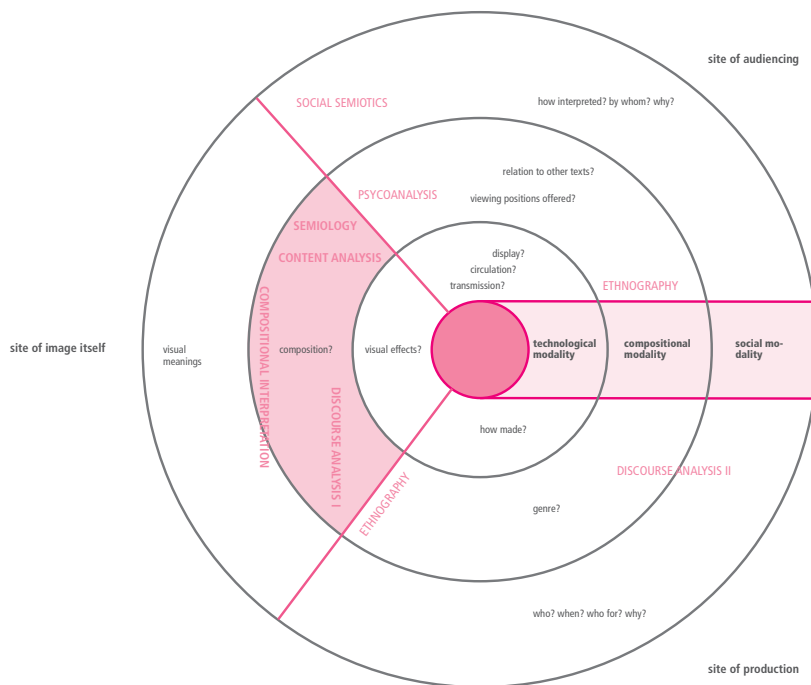 site of audiencing
SOCIAL SEMIOTICS
how interpreted? by whom? why?
relation to other texts?
PSYCOANALYSIS
viewing positions offered?
SEMIOLOGY
CONTENT ANALYSIS
display?
circulation?
transmission?
ETHNOGRAPHY
site of image itself
visual
meanings
COMPOSITIONAL INTERPRETATION
composition?
DISCOURSE ANALYSIS I
visual effects?
technological
modality
compositional
modality
social mo-
dality
how made?
ETHNOGRAPHY
DISCOURSE ANALYSIS II
genre?
who? when? who for? why?
site of production